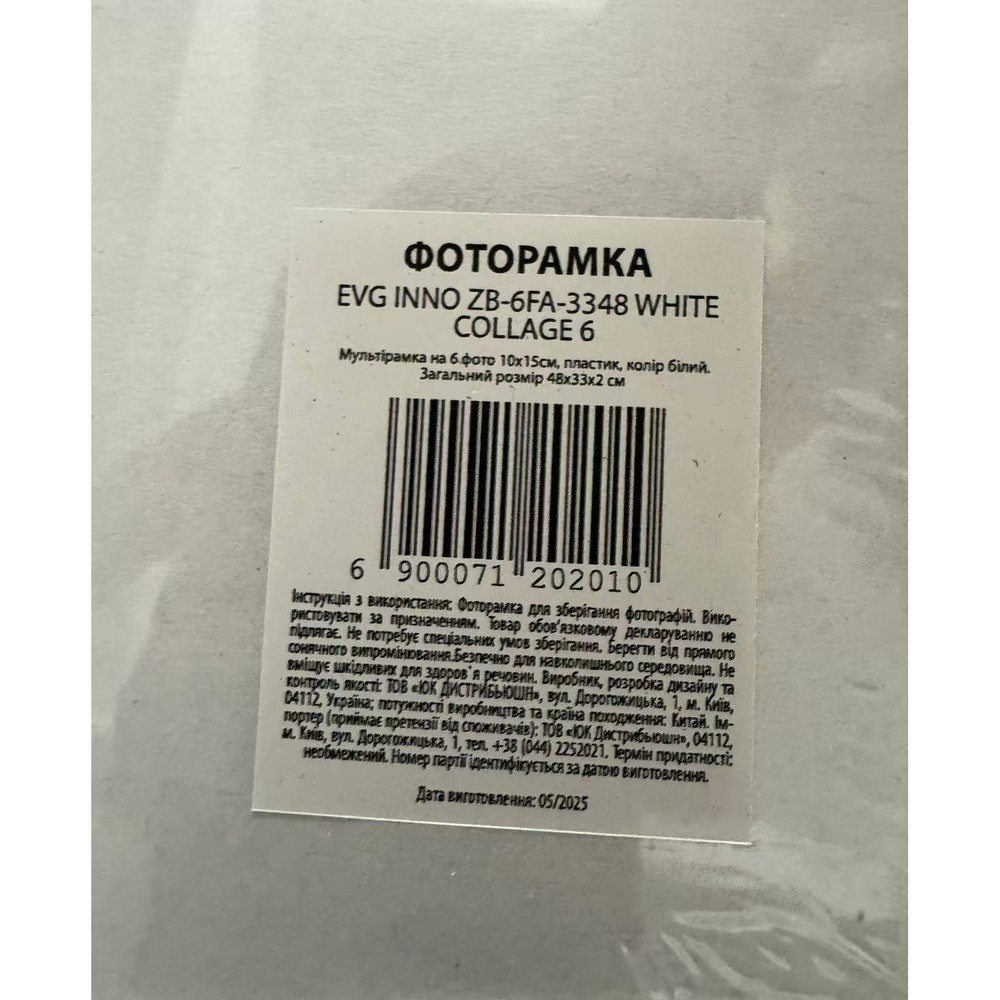 ФОТОРАМКА
EVG INNO ZB-6FA-3348 WHITE
COLLAGE 6
Мультірамка на 6 фото 10х15см, пластик, колір білий.
Загальний розмір 48х33х2 см
6 900071 202010
Інструкція з використання: Фоторамка для зберігання фотографій. Вико-
ристовувати за призначенням. Товар обов'язковому декларуванню не
підлягає. Не потребує спеціальних умов зберігання. Берегти від прямого
сонячного випромінювання.Безпечно для навколишнього середовища. Не
вміщує шкідливих для здоров'я речовин. Виробник, розробка дизайну та
контроль якості: ТОВ «ЮК ДИСТРИБЬЮШН», вул. Дорогожицька, 1, м. Київ,
04112, Україна; потужності виробництва та країна походження: Китай. Ім-
портер (приймає претензії від споживачів): ТОВ «ЮК Дистрибьюшн», 04112,
м. Київ, вул. Дорогожицька, 1, тел. +38 (044) 2252021. Термін придатності:
необмежений. Номер партії ідентифікується за датою виготовлення.
Дата виготовлення: 05/2025